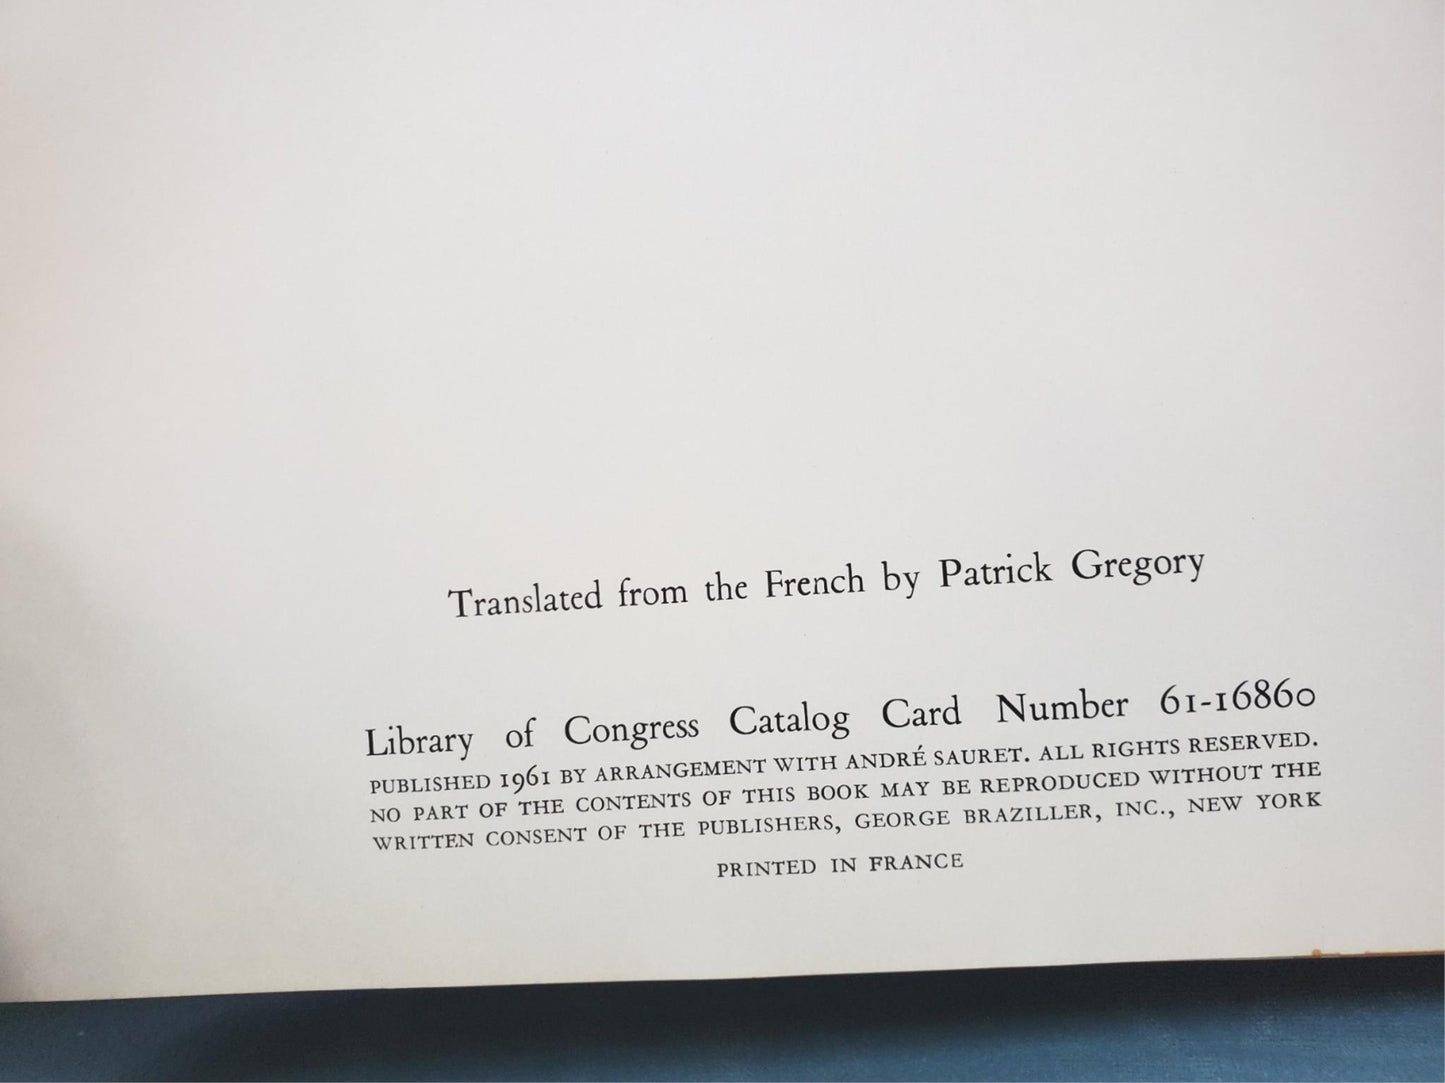 Translated from the French by Patrick Gregory
Library of Congress Catalog Card Number 61-16860
PUBLISHED 1961 BY ARRANGEMENT WITH ANDRÉ SAURET. ALL RIGHTS RESERVED.
NO PART OF THE CONTENTS OF THIS BOOK MAY BE REPRODUCED WITHOUT THE
WRITTEN CONSENT OF THE PUBLISHERS, GEORGE BRAZILLER, INC., NEW YORK
PRINTED IN FRANCE